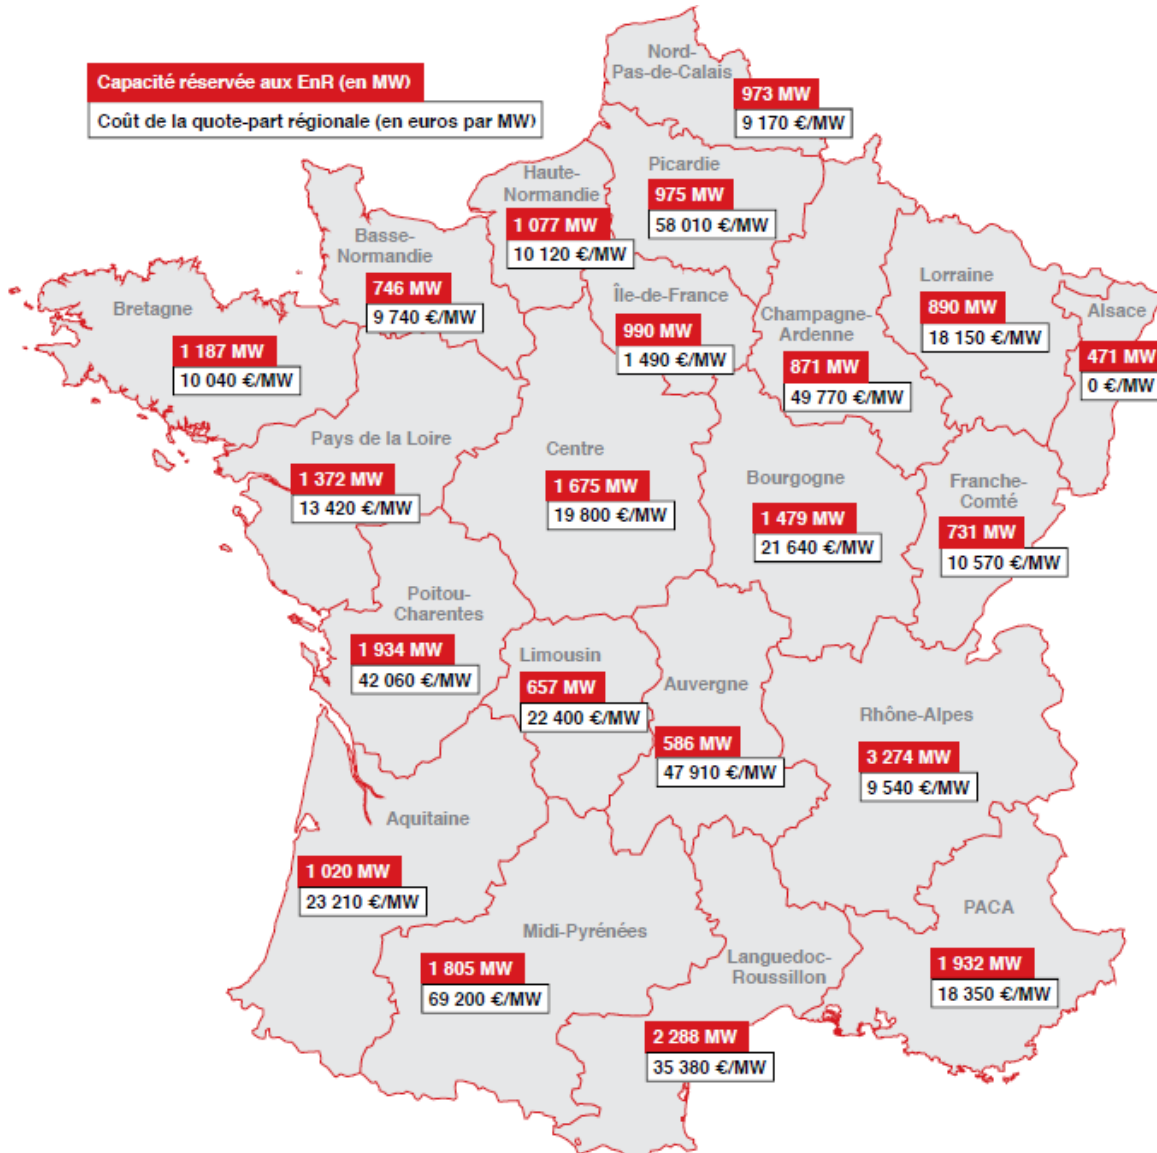 Capacité réservée aux EnR (en MW)
Coût de la quote-part régionale (en euros par MW)
Nord-
Pas-de-Calais
973 MW
9 170 €/MW
Picardie
975 MW
58 010 €/MW
Haute-
Normandie
1 077 MW
10 120 €/MW
Basse-
Normandie
746 MW
9 740 €/MW
Île-de-France
990 MW
1 490 €/MW
Champagne-
Ardenne
871 MW
49 770 €/MW
Lorraine
890 MW
18 150 €/MW
Alsace
471 MW
0 €/MW
Bretagne
1 187 MW
10 040 €/MW
Pays de la Loire
1 372 MW
13 420 €/MW
Centre
1 675 MW
19 800 €/MW
Bourgogne
1 479 MW
21 640 €/MW
Franche-
Comté
731 MW
10 570 €/MW
Poitou-
Charentes
1 934 MW
42 060 €/MW
Limousin
657 MW
22 400 €/MW
Auvergne
586 MW
47 910 €/MW
Rhône-Alpes
3 274 MW
9 540 €/MW
Aquitaine
1 020 MW
23 210 €/MW
Midi-Pyrénées
1 805 MW
69 200 €/MW
Languedoc-
Roussillon
2 288 MW
35 380 €/MW
PACA
1 932 MW
18 350 €/MW